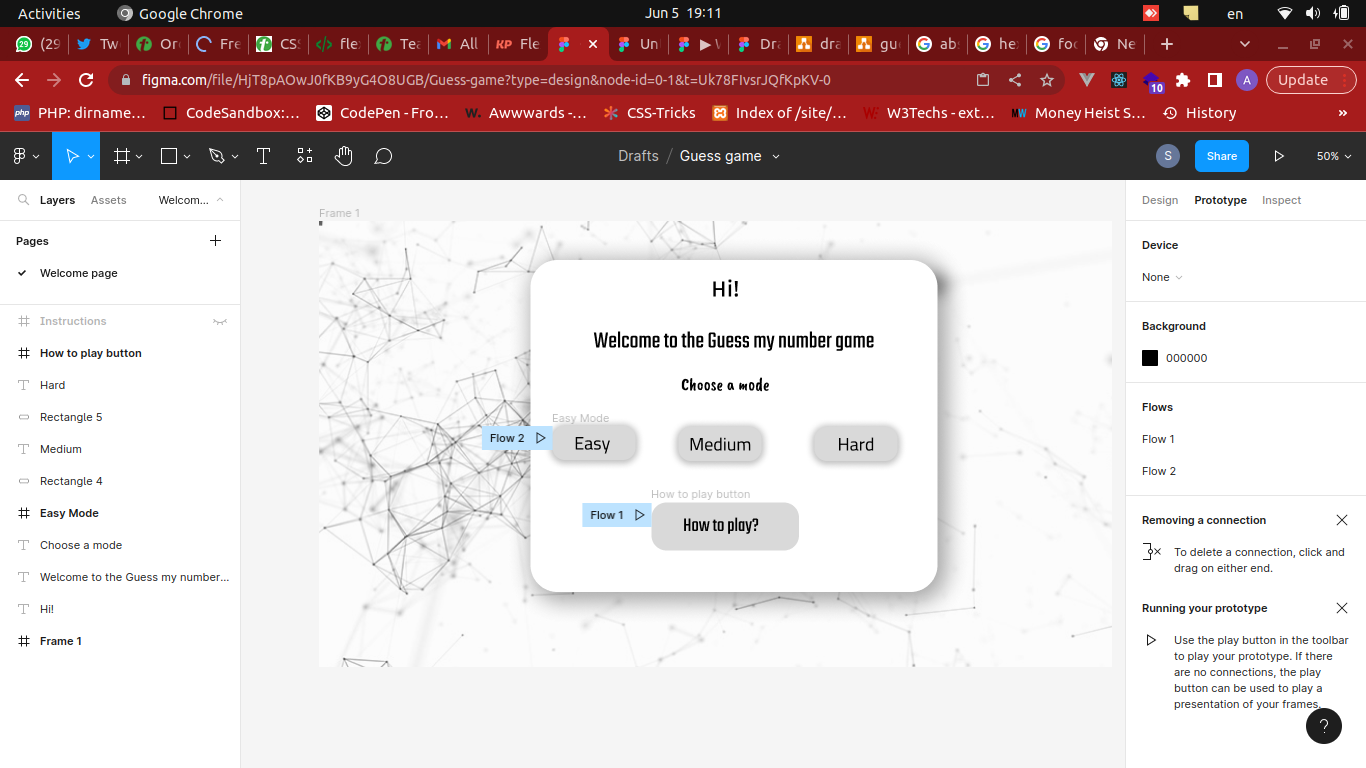 Activities
Google Chrome
Jun 5 19:11
en
(29
Tw
Or
Fre
CSS
fle
Tea
All
KP Fle
Un
Dra
dra
gue
abs
hex
foc
Ne
figma.com/file/HjT8pAOwJ0fKB9yG4O8UGB/Guess-game?type=design&node-id=0-1&t=Uk78FIvsrJQfKpKV-0
10
A
Update
php PHP: dirname…
CodeSandbox:…
CodePen - Fro…
W. Awwwards -…
CSS-Tricks
Index of /site/…
W3Techs - ext…
MW Money Heist S…
History
»
Drafts / Guess game
S
Share
50%
Layers
Assets
Welcom...
Pages
Welcome page
Instructions
How to play button
Hard
Rectangle 5
Medium
Rectangle 4
Easy Mode
Choose a mode
Welcome to the Guess my number...
Hi!
Frame 1
Frame 1
Hi!
Welcome to the Guess my number game
Choose a mode
Easy Mode
Flow 2
Easy
Medium
Hard
How to play button
Flow 1
How to play?
Design
Prototype
Inspect
Device
None
Background
000000
Flows
Flow 1
Flow 2
Removing a connection
To delete a connection, click and
drag on either end.
Running your prototype
Use the play button in the toolbar
to play your prototype. If there
are no connections, the play
button can be used to play a
presentation of your frames.
?